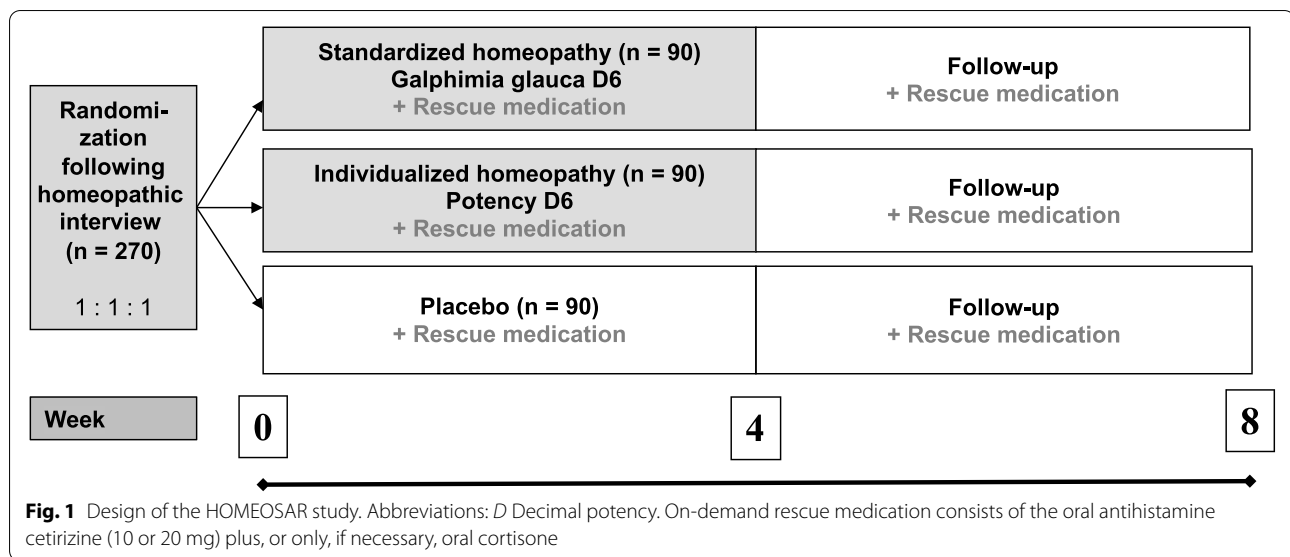 Randomi-
zation
following
homeopathic
interview
(n = 270)
1 : 1 : 1
Standardized homeopathy (n = 90)
Galphimia glauca D6
+ Rescue medication
Follow-up
+ Rescue medication
Individualized homeopathy (n = 90)
Potency D6
+ Rescue medication
Follow-up
+ Rescue medication
Placebo (n = 90)
+ Rescue medication
Follow-up
+ Rescue medication
Week
0
4
8
Fig. 1 Design of the HOMEOSAR study. Abbreviations: D Decimal potency. On-demand rescue medication consists of the oral antihistamine
cetirizine (10 or 20 mg) plus, or only, if necessary, oral cortisone